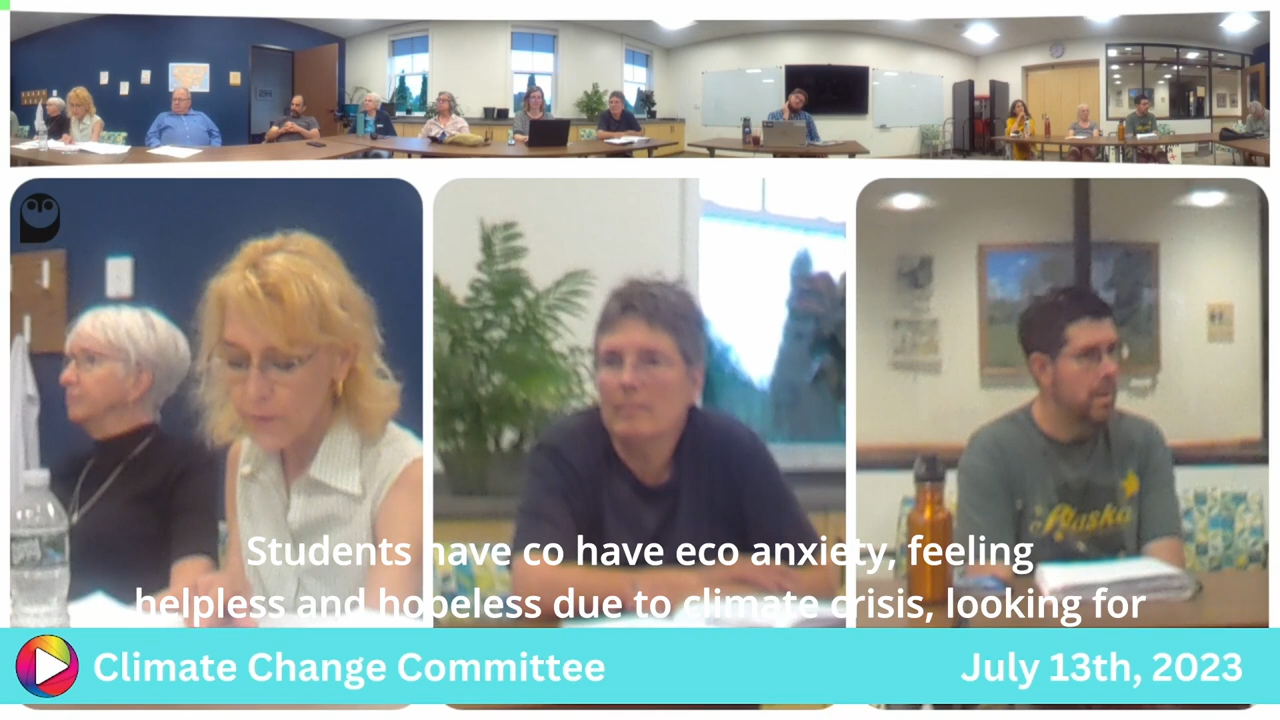 Alaska
Students have co have eco anxiety, feeling
helpless and hopeless due to climate crisis, looking for
Climate Change Committee
July 13th, 2023